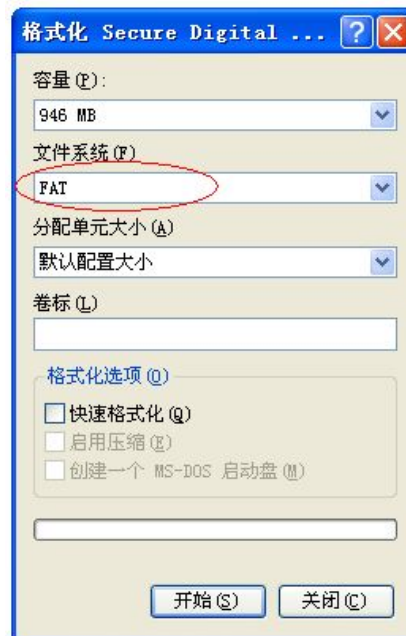 格式化 Secure Digital ...
容量(P):
946 MB
文件系统(F)
FAT
分配单元大小(A)
默认配置大小
卷标(L)
格式化选项(O)
快速格式化(Q)
启用压缩(E)
创建一个 MS-DOS 启动盘(M)
开始(S)
关闭(C)